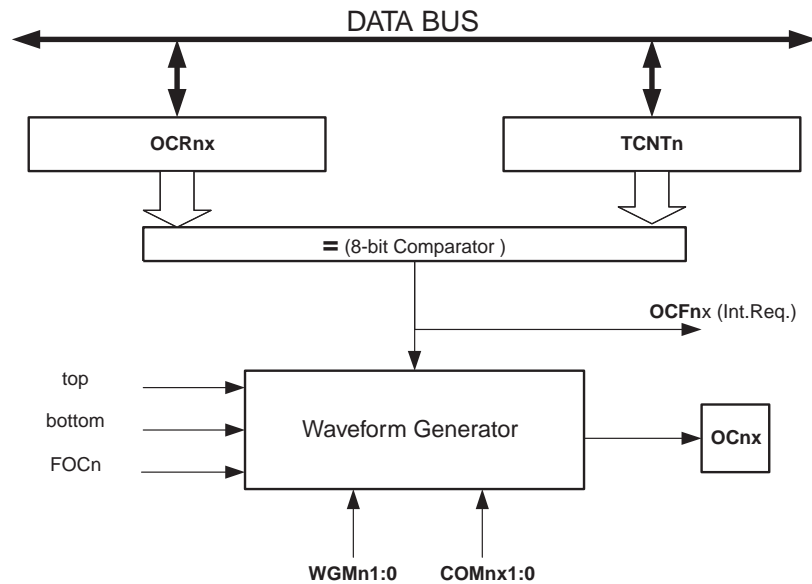 DATA BUS
OCRnx
TCNTn
= (8-bit Comparator )
OCFnx (Int.Req.)
top
bottom
FOCn
Waveform Generator
OCnx
WGMn1:0
COMnx1:0